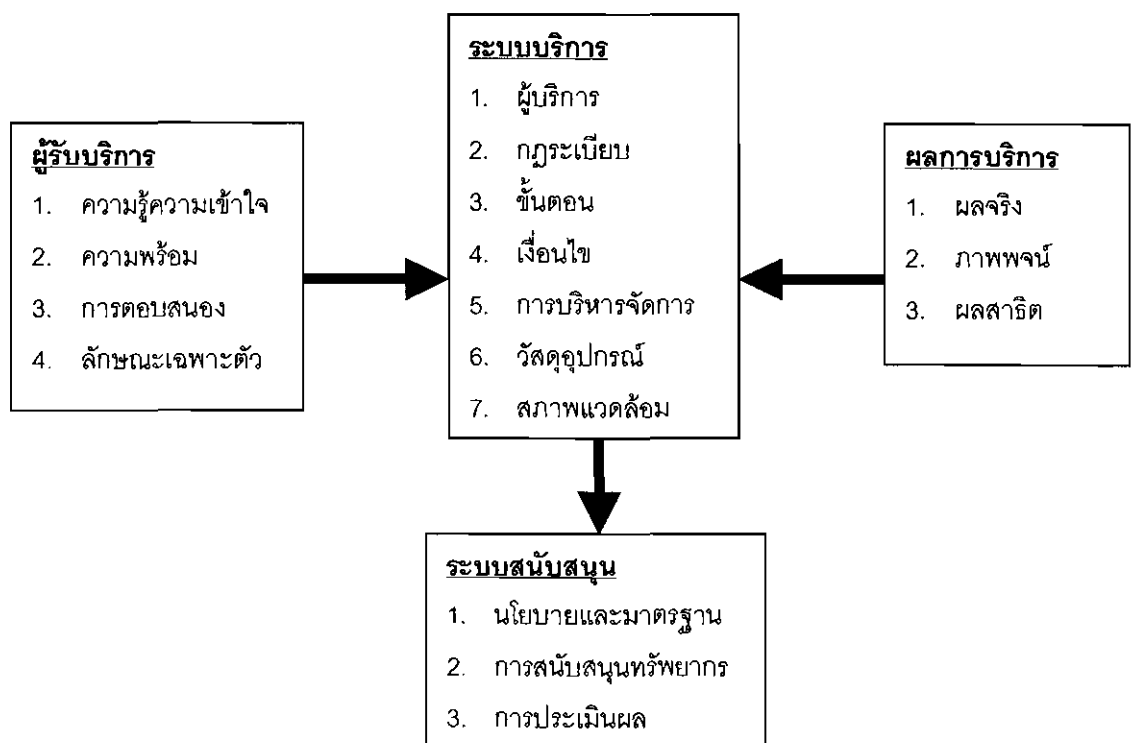 ระบบบริการ
1. ผู้บริการ
2. กฎระเบียบ
3. ขั้นตอน
4. เงื่อนไข
5. การบริหารจัดการ
6. วัสดุอุปกรณ์
7. สภาพแวดล้อม
ผู้รับบริการ
1. ความรู้ความเข้าใจ
2. ความพร้อม
3. การตอบสนอง
4. ลักษณะเฉพาะตัว
ผลการบริการ
1. ผลจริง
2. ภาพพจน์
3. ผลสาธิต
ระบบสนับสนุน
1. นโยบายและมาตรฐาน
2. การสนับสนุนทรัพยากร
3. การประเมินผล